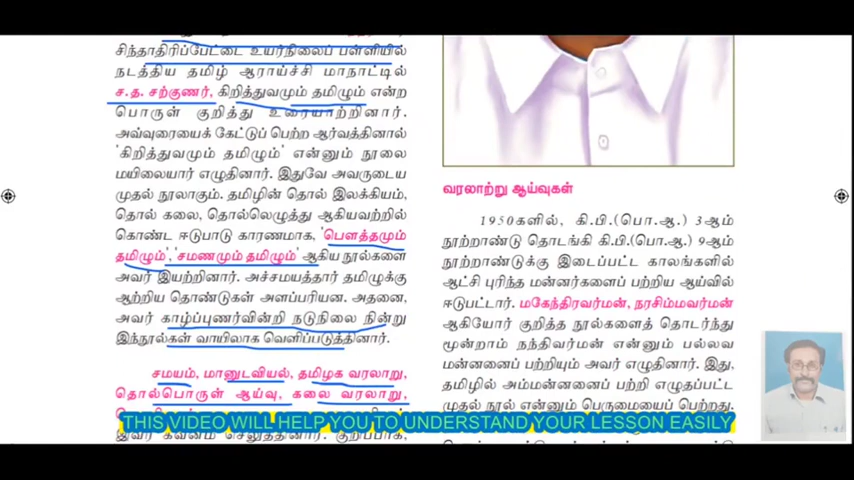 சிந்தாதிரிப்பேட்டை உயர்நிலைப் பள்ளியில்
நடத்திய தமிழ் ஆராய்ச்சி மாநாட்டில்
ச.த. சற்குணர், கிறித்துவமும் தமிழும் என்ற
பொருள் குறித்து உரையாற்றினார்.
அவ்வுரையைக் கேட்டுப் பெற்ற ஆர்வத்தினால்
'கிறித்துவமும் தமிழும்' என்னும் நூலை
மயிலையார் எழுதினார். இதுவே அவருடைய
முதல் நூலாகும். தமிழின் தொல் இலக்கியம்,
தொல் கலை, தொல்லெழுத்து ஆகியவற்றில்
கொண்ட ஈடுபாடு காரணமாக, 'பௌத்தமும்
தமிழும்', 'சமணமும் தமிழும்' ஆகிய நூல்களை
அவர் இயற்றினார். அச்சமயத்தார் தமிழுக்கு
ஆற்றிய தொண்டுகள் அளப்பரியன. அதனை,
அவர் காழ்ப்புணர்வின்றி நடுநிலை நின்று
இந்நூல்கள் வாயிலாக வெளிப்படுத்தினார்.
சமயம், மானுடவியல், தமிழக வரலாறு,
தொல்பொருள் ஆய்வு, கலை வரலாறு,
இவர் கவனம் செலுத்தினார். குறிப்பாக,
வரலாற்று ஆய்வுகள்
1950களில், கி.பி.(பொ.ஆ.) 3ஆம்
நூற்றாண்டு தொடங்கி கி.பி.(பொ.ஆ.) 9ஆம்
நூற்றாண்டுக்கு இடைப்பட்ட காலங்களில்
ஆட்சி புரிந்த மன்னர்களைப் பற்றிய ஆய்வில்
ஈடுபட்டார். மகேந்திரவர்மன், நரசிம்மவர்மன்
ஆகியோர் குறித்த நூல்களைத் தொடர்ந்து
மூன்றாம் நந்திவர்மன் என்னும் பல்லவ
மன்னனைப் பற்றியும் அவர் எழுதினார். இது,
தமிழில் அம்மன்னனைப் பற்றி எழுதப்பட்ட
முதல் நூல் என்னும் பெருமையைப் பெற்றது.
THIS VIDEO WILL HELP YOU TO UNDERSTAND YOUR LESSON EASILY